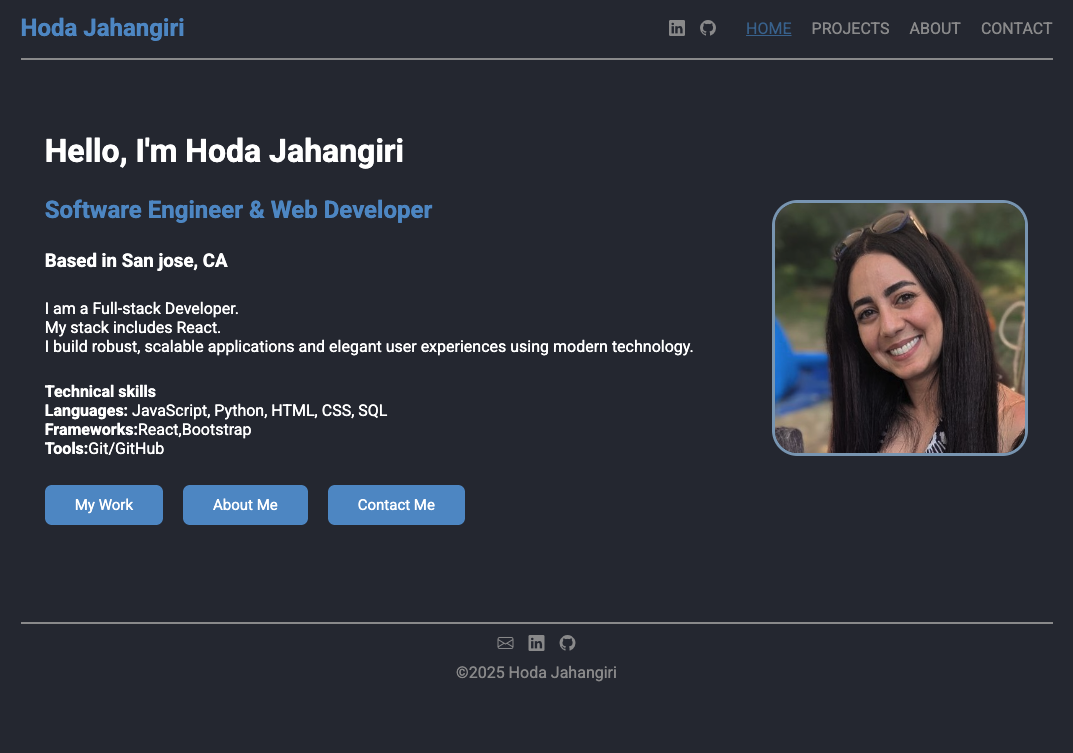 Hoda Jahangiri
HOME PROJECTS ABOUT CONTACT
Hello, I'm Hoda Jahangiri
Software Engineer & Web Developer
Based in San jose, CA
I am a Full-stack Developer.
My stack includes React.
I build robust, scalable applications and elegant user experiences using modern technology.
Technical skills
Languages: JavaScript, Python, HTML, CSS, SQL
Frameworks:React,Bootstrap
Tools:Git/GitHub
My Work About Me Contact Me
©2025 Hoda Jahangiri